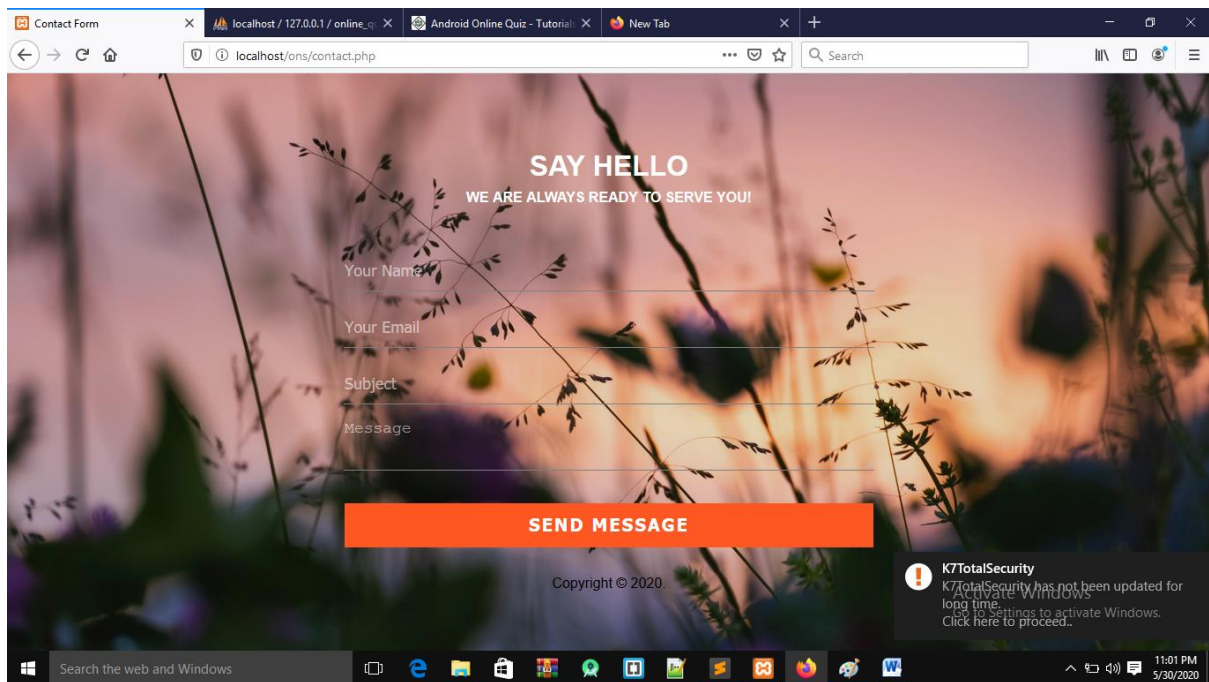 Contact Form
localhost / 127.0.0.1 / online_q
Android Online Quiz - Tutorials
New Tab
localhost/ons/contact.php
Search
SAY HELLO
WE ARE ALWAYS READY TO SERVE YOU!
Your Name
Your Email
Subject
Message
SEND MESSAGE
Copyright © 2020.
K7TotalSecurity
K7TotalSecurity has not been updated for
long time.
Click here to proceed..
Activate Windows
Go to Settings to activate Windows.
Search the web and Windows
11:01 PM
5/30/2020